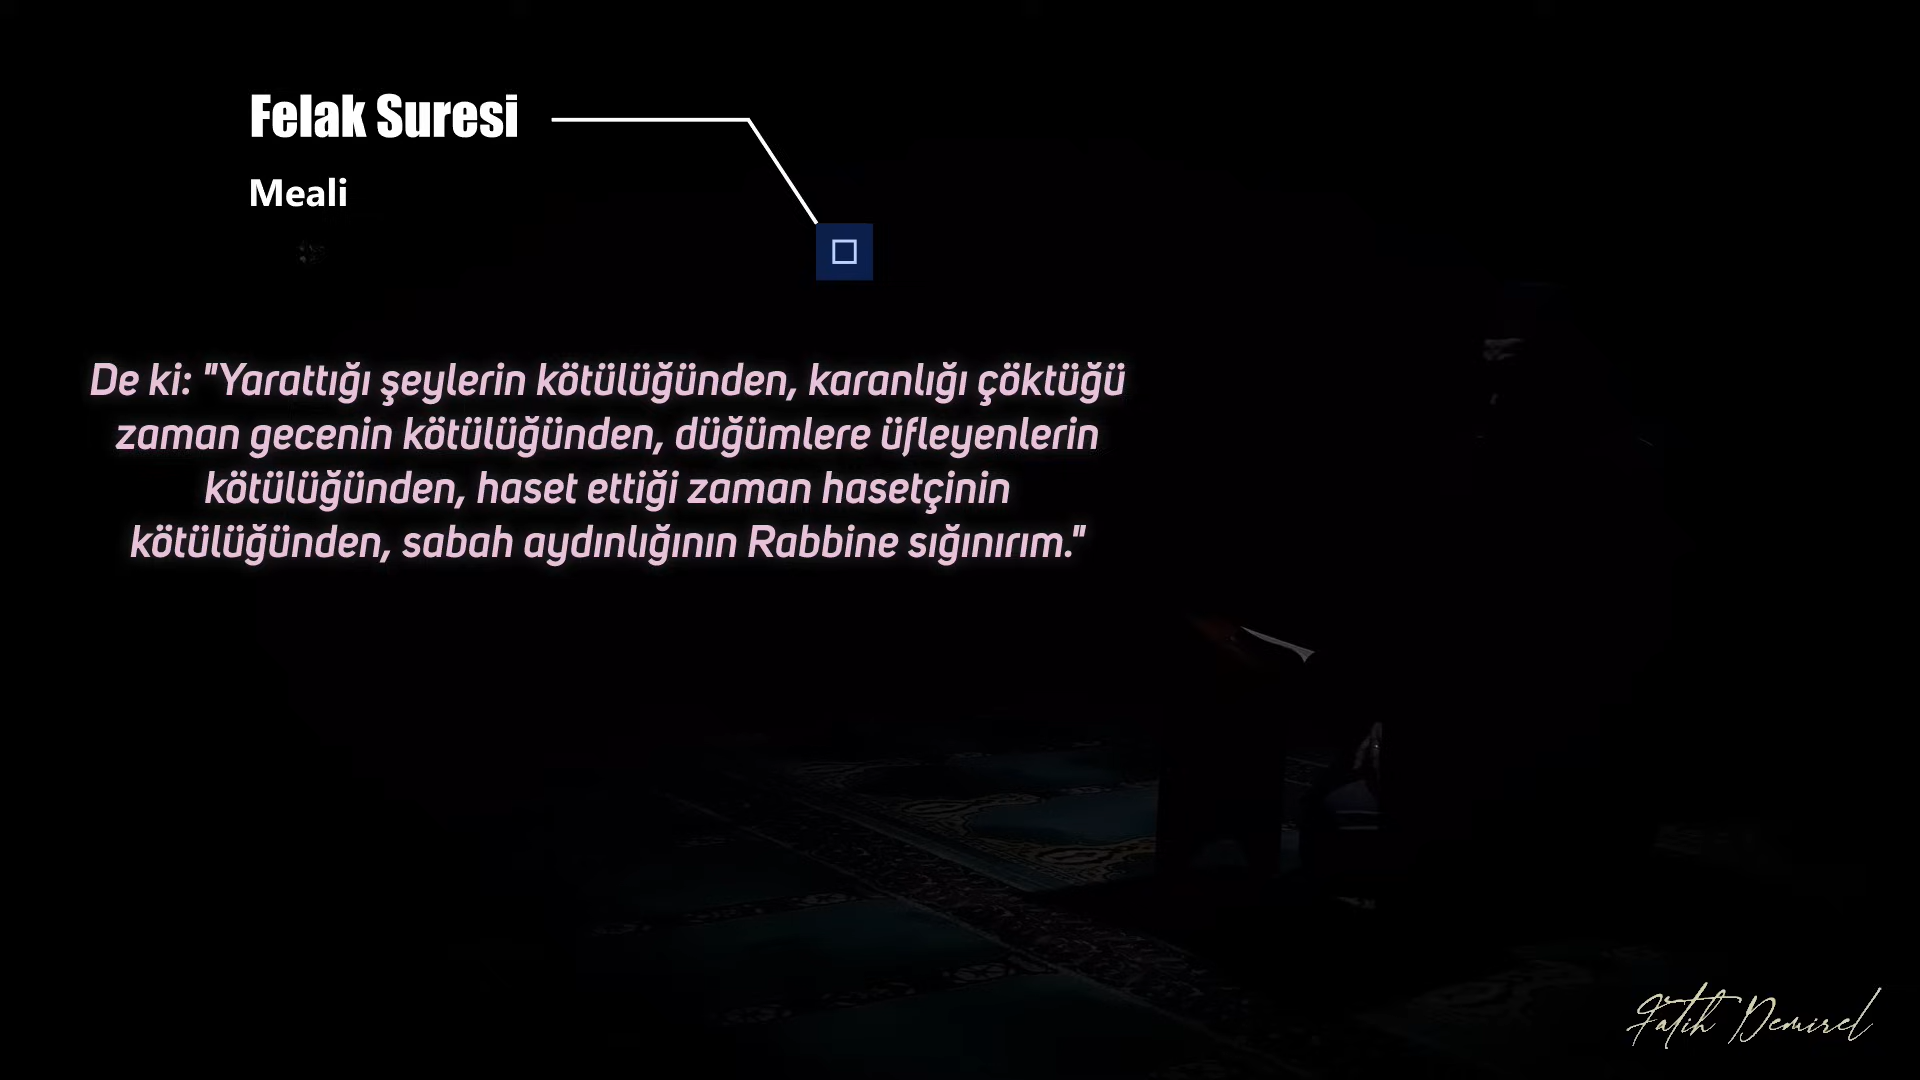 Felak Suresi
Meali
De ki: "Yarattığı şeylerin kötülüğünden, karanlığı çöktüğü
zaman gecenin kötülüğünden, düğümlere üfleyenlerin
kötülüğünden, haset ettiği zaman hasetçinin
kötülüğünden, sabah aydınlığının Rabbine sığınırım."
Fatih Demirel